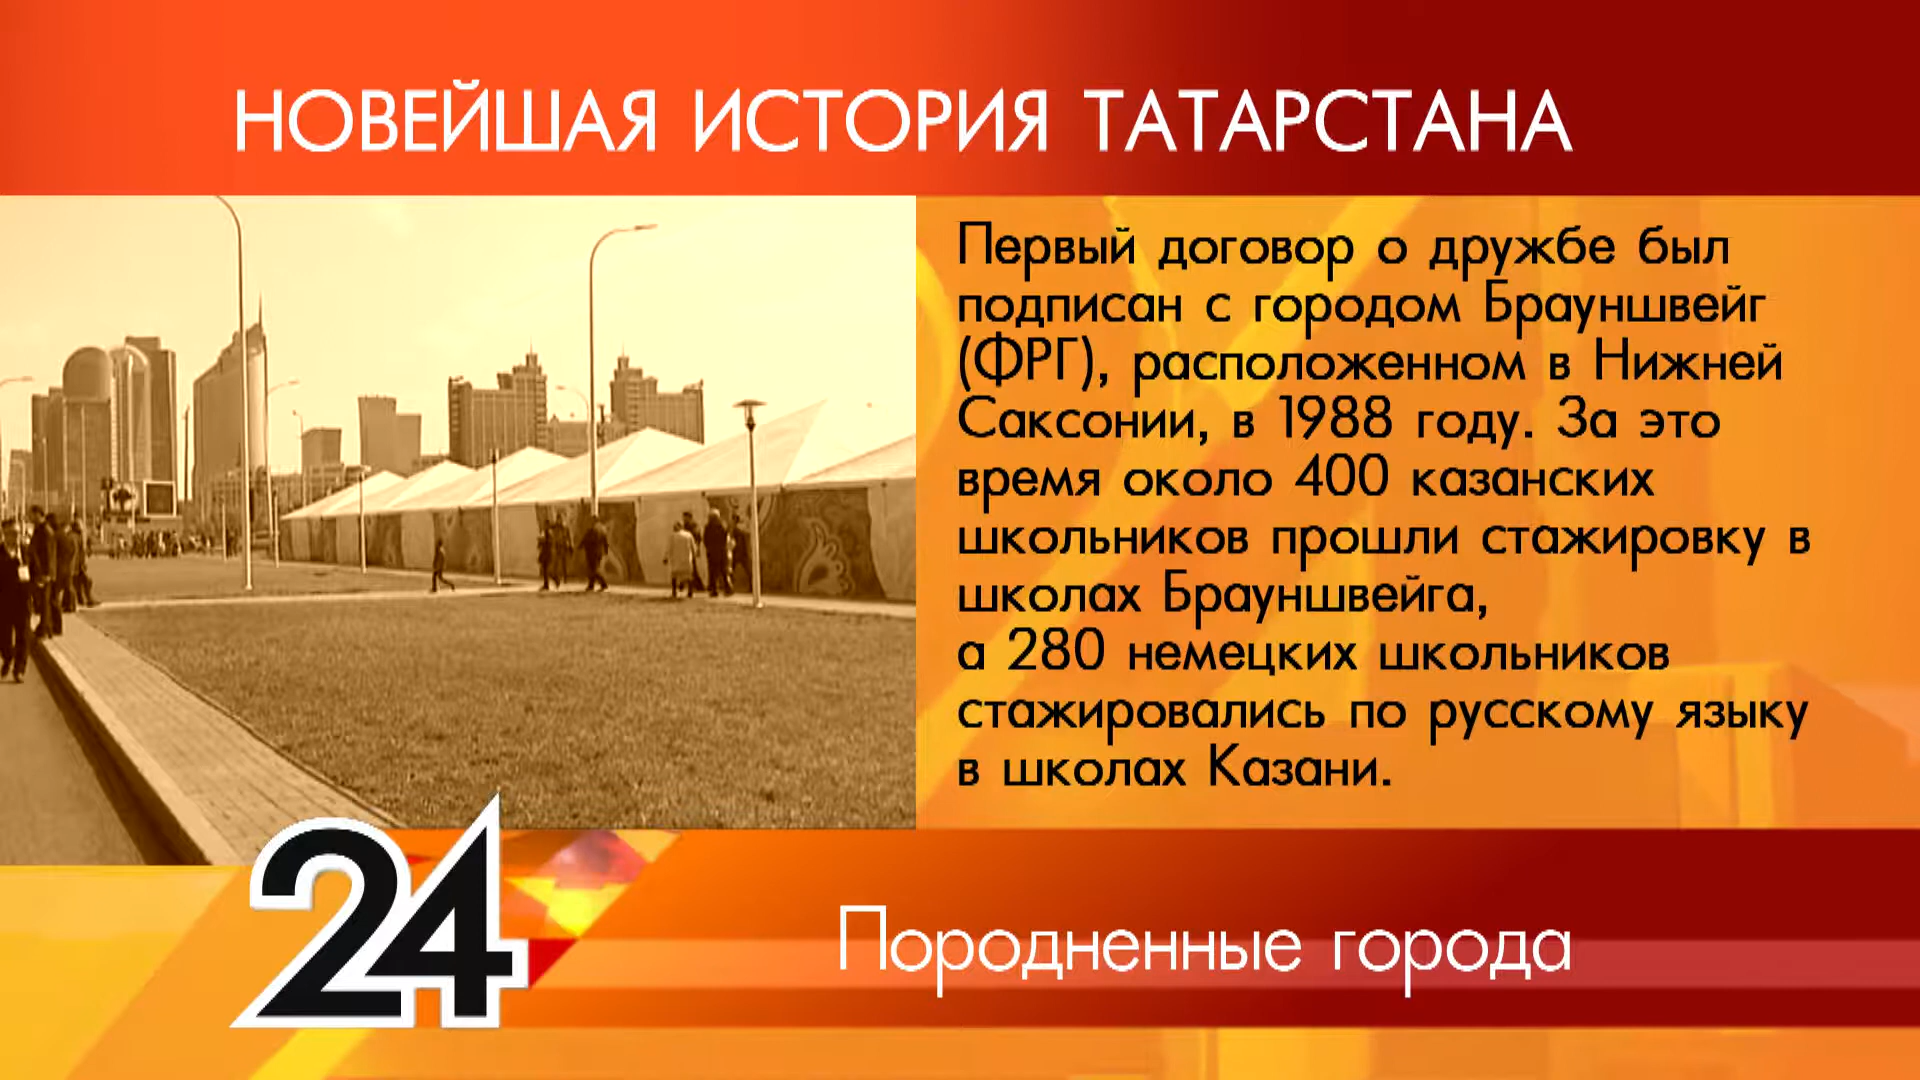 НОВЕЙШАЯ ИСТОРИЯ ТАТАРСТАНА
Первый договор о дружбе был
подписан с городом Брауншвейг
(ФРГ), расположенном в Нижней
Саксонии, в 1988 году. За это
время около 400 казанских
школьников прошли стажировку в
школах Брауншвейга,
а 280 немецких школьников
стажировались по русскому языку
в школах Казани.
24
Породненные города